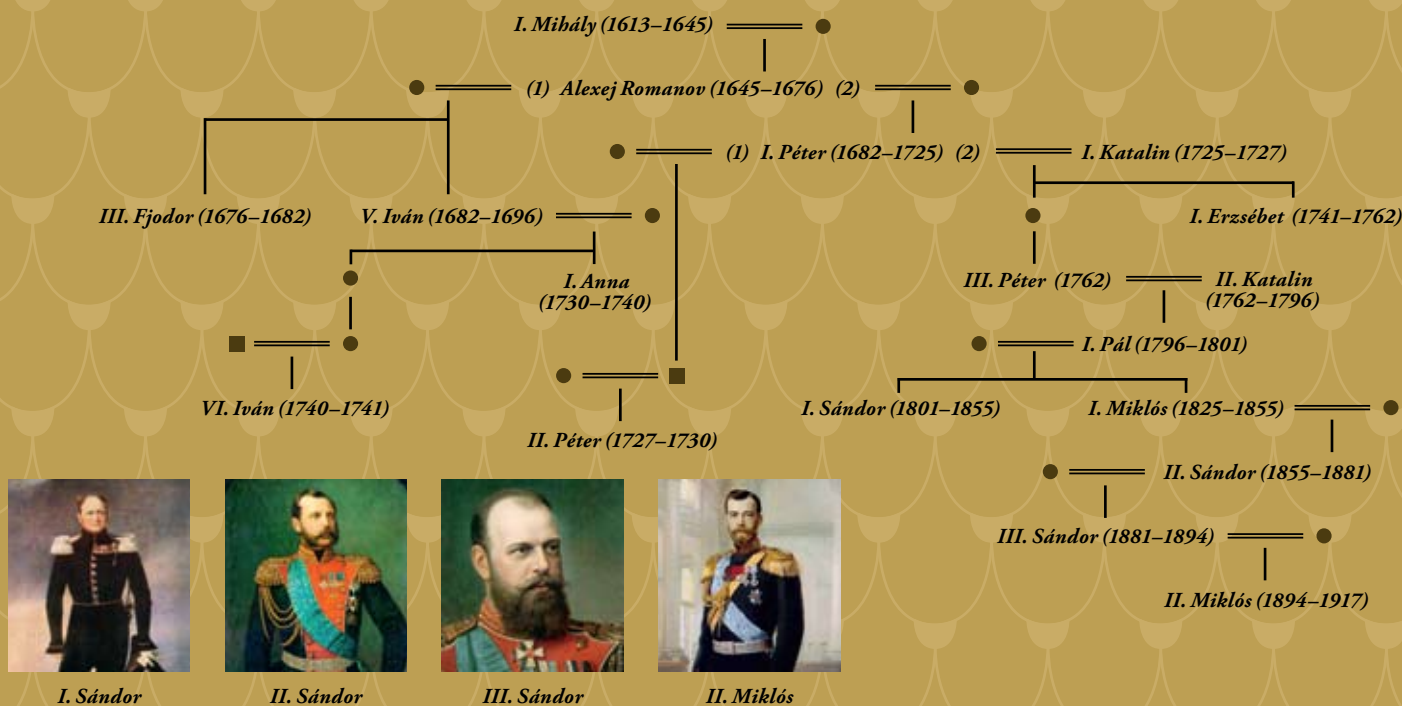 I. Mihály (1613–1645)
(1) Alexej Romanov (1645–1676) (2)
(1) I. Péter (1682–1725) (2) I. Katalin (1725–1727)
III. Fjodor (1676–1682) V. Iván (1682–1696) I. Erzsébet (1741–1762)
I. Anna
(1730–1740)
III. Péter (1762) II. Katalin
(1762–1796)
I. Pál (1796–1801)
VI. Iván (1740–1741) I. Sándor (1801–1855) I. Miklós (1825–1855)
II. Péter (1727–1730)
II. Sándor (1855–1881)
III. Sándor (1881–1894)
II. Miklós (1894–1917)
I. Sándor II. Sándor III. Sándor II. Miklós